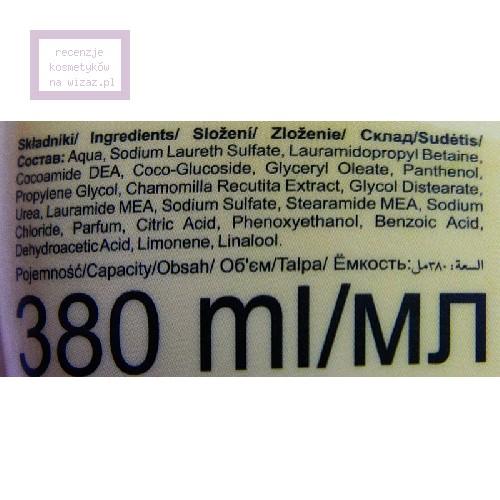 recenzje
kosmetyków
na wizaz.pl
Składniki/ Ingredients/ Složení/ Zloženie/ Склад/Sudėtis/
Состав: Aqua, Sodium Laureth Sulfate, Lauramidopropyl Betaine,
Cocoamide DEA, Coco-Glucoside, Glyceryl Oleate, Panthenol,
Propylene Glycol, Chamomilla Recutita Extract, Glycol Distearate,
Urea, Lauramide MEA, Sodium Sulfate, Stearamide MEA, Sodium
Chloride, Parfum, Citric Acid, Phenoxyethanol, Benzoic Acid,
Dehydroacetic Acid, Limonene, Linalool.
Pojemność/Capacity/Obsah/ Об'єм/Talpa/ Ёмкость: السعة: ٣٨٠مل
380 ml/мл